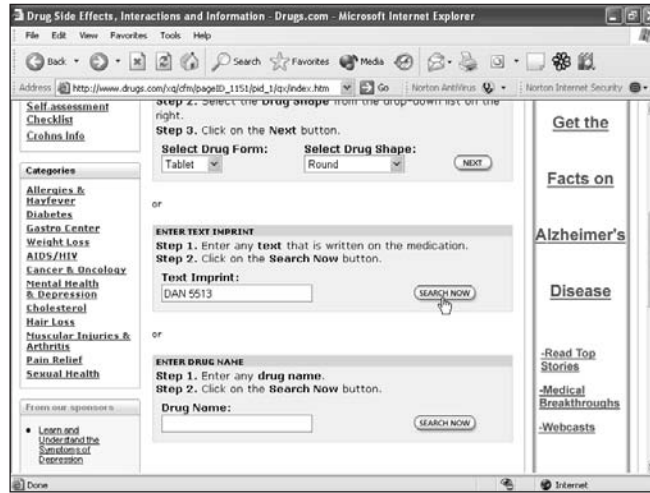 Drug Side Effects, Interactions and Information - Drugs.com - Microsoft Internet Explorer
File Edit View Favorites Tools Help
Back Search Favorites Media
Address http://www.drugs.com/xq/cfm/pageID_1151/pid_1/qx/index.htm Go Norton AntiVirus Norton Internet Security
Self.assessment
Checklist
Crohns Info
Categories
Allergies &
Hayfever
Diabetes
Gastro Center
Weight Loss
AIDS/HIV
Cancer & Oncology
Mental Health
& Depression
Cholesterol
Hair Loss
Muscular Injuries &
Arthritis
Pain Relief
Sexual Health
From our sponsors
Learn and
Understand the
Symptoms of
Depression
Step 2. Select the Drug Shape from the drop-down list on the
right.
Step 3. Click on the Next button.
Select Drug Form: Select Drug Shape:
Tablet Round NEXT
or
ENTER TEXT IMPRINT
Step 1. Enter any text that is written on the medication.
Step 2. Click on the Search Now button.
Text Imprint:
DAN 5513 SEARCH NOW
or
ENTER DRUG NAME
Step 1. Enter any drug name.
Step 2. Click on the Search Now button.
Drug Name:
SEARCH NOW
Get the
Facts on
Alzheimer's
Disease
-Read Top
Stories
-Medical
Breakthroughs
-Webcasts
Done Internet